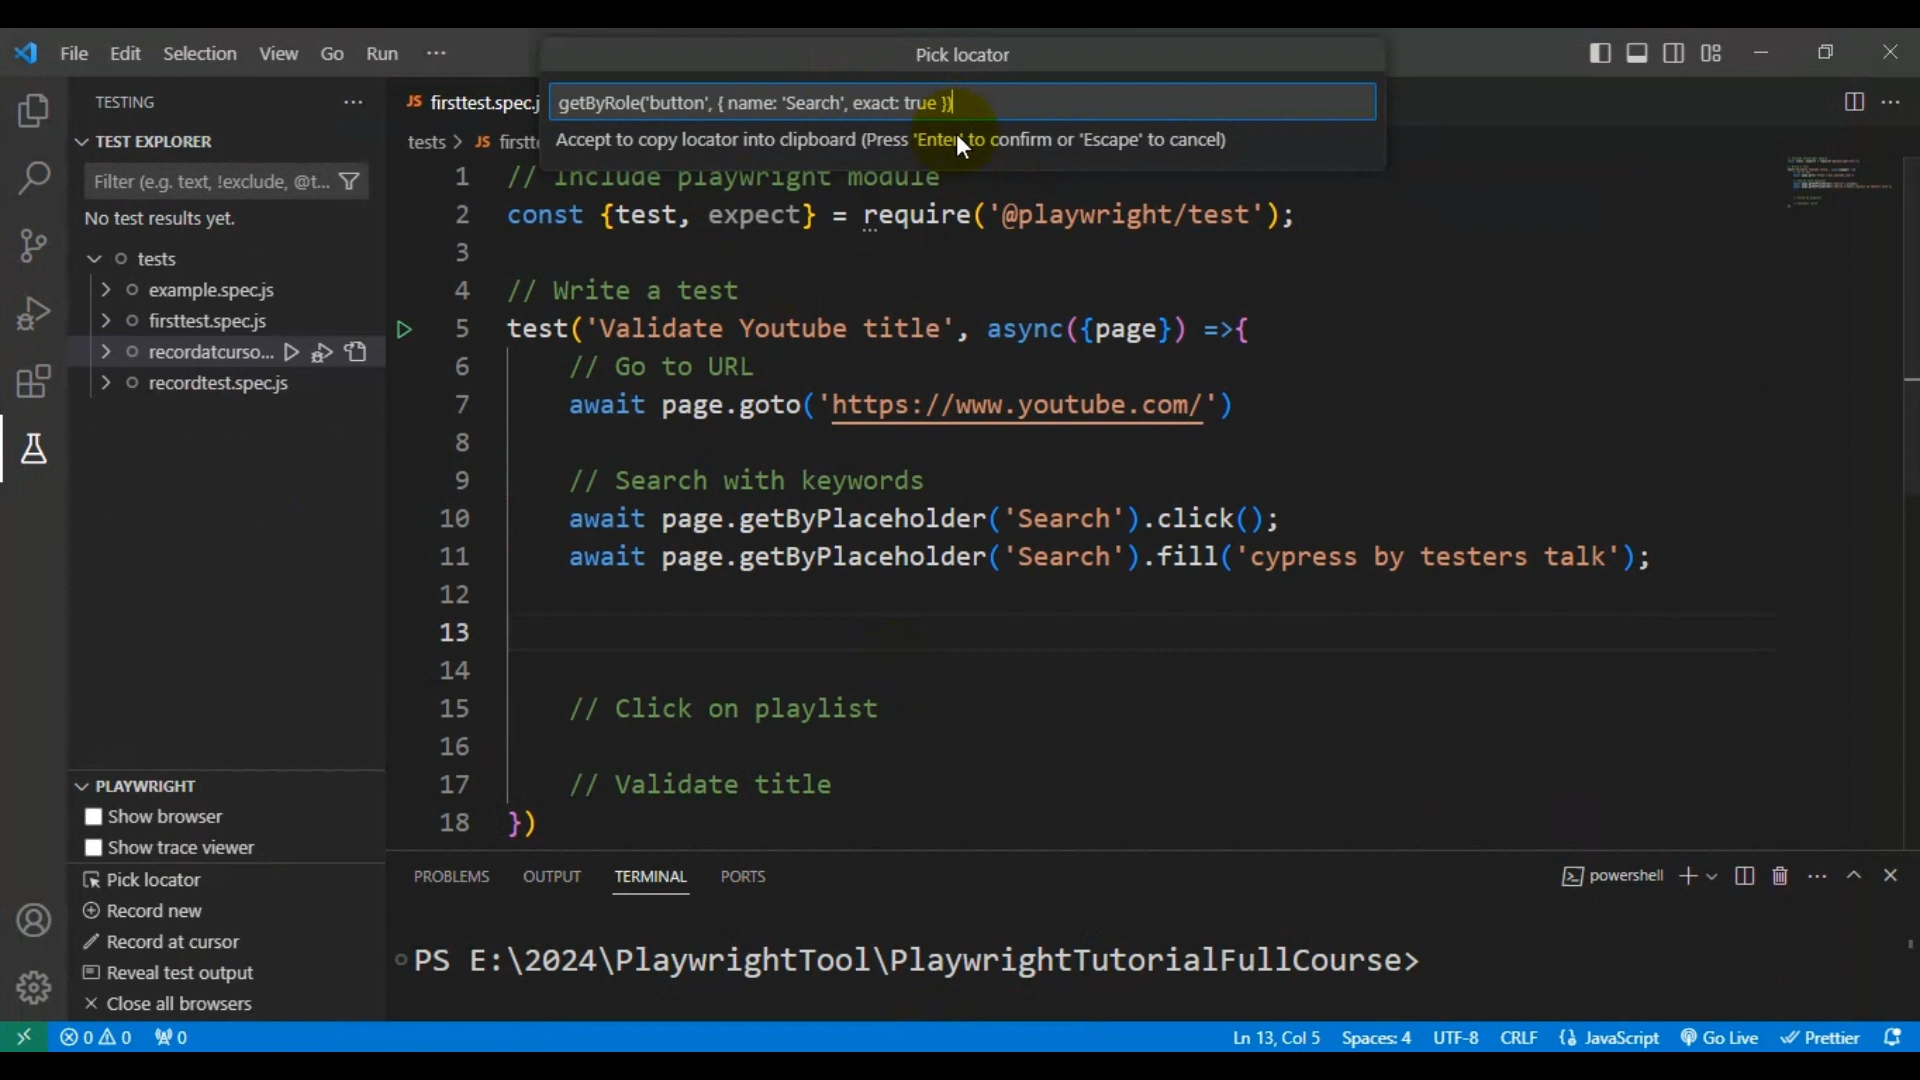 File Edit Selection View Go Run ···
Pick locator
getByRole('button', { name: 'Search', exact: true })
Accept to copy locator into clipboard (Press 'Enter' to confirm or 'Escape' to cancel)
TESTING
TEST EXPLORER
Filter (e.g. text, !exclude, @t...
No test results yet.
tests
example.spec.js
firsttest.spec.js
recordatcurso...
recordtest.spec.js
PLAYWRIGHT
Show browser
Show trace viewer
Pick locator
Record new
Record at cursor
Reveal test output
Close all browsers
JS firsttest.spec.j
tests > JS firstt
1 // Include playwright module
2 const {test, expect} = require('@playwright/test');
3
4 // Write a test
5 test('Validate Youtube title', async({page}) =>{
6 // Go to URL
7 await page.goto('https://www.youtube.com/')
8
9 // Search with keywords
10 await page.getByPlaceholder('Search').click();
11 await page.getByPlaceholder('Search').fill('cypress by testers talk');
12
13
14
15 // Click on playlist
16
17 // Validate title
18 })
PROBLEMS OUTPUT TERMINAL PORTS
powershell
PS E:\2024\PlaywrightTool\PlaywrightTutorialFullCourse>
0 0 0
Ln 13, Col 5 Spaces: 4 UTF-8 CRLF JavaScript Go Live Prettier